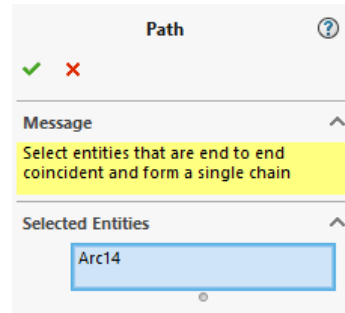 Path
?
Message
Select entities that are end to end
coincident and form a single chain
Selected Entities
Arc14